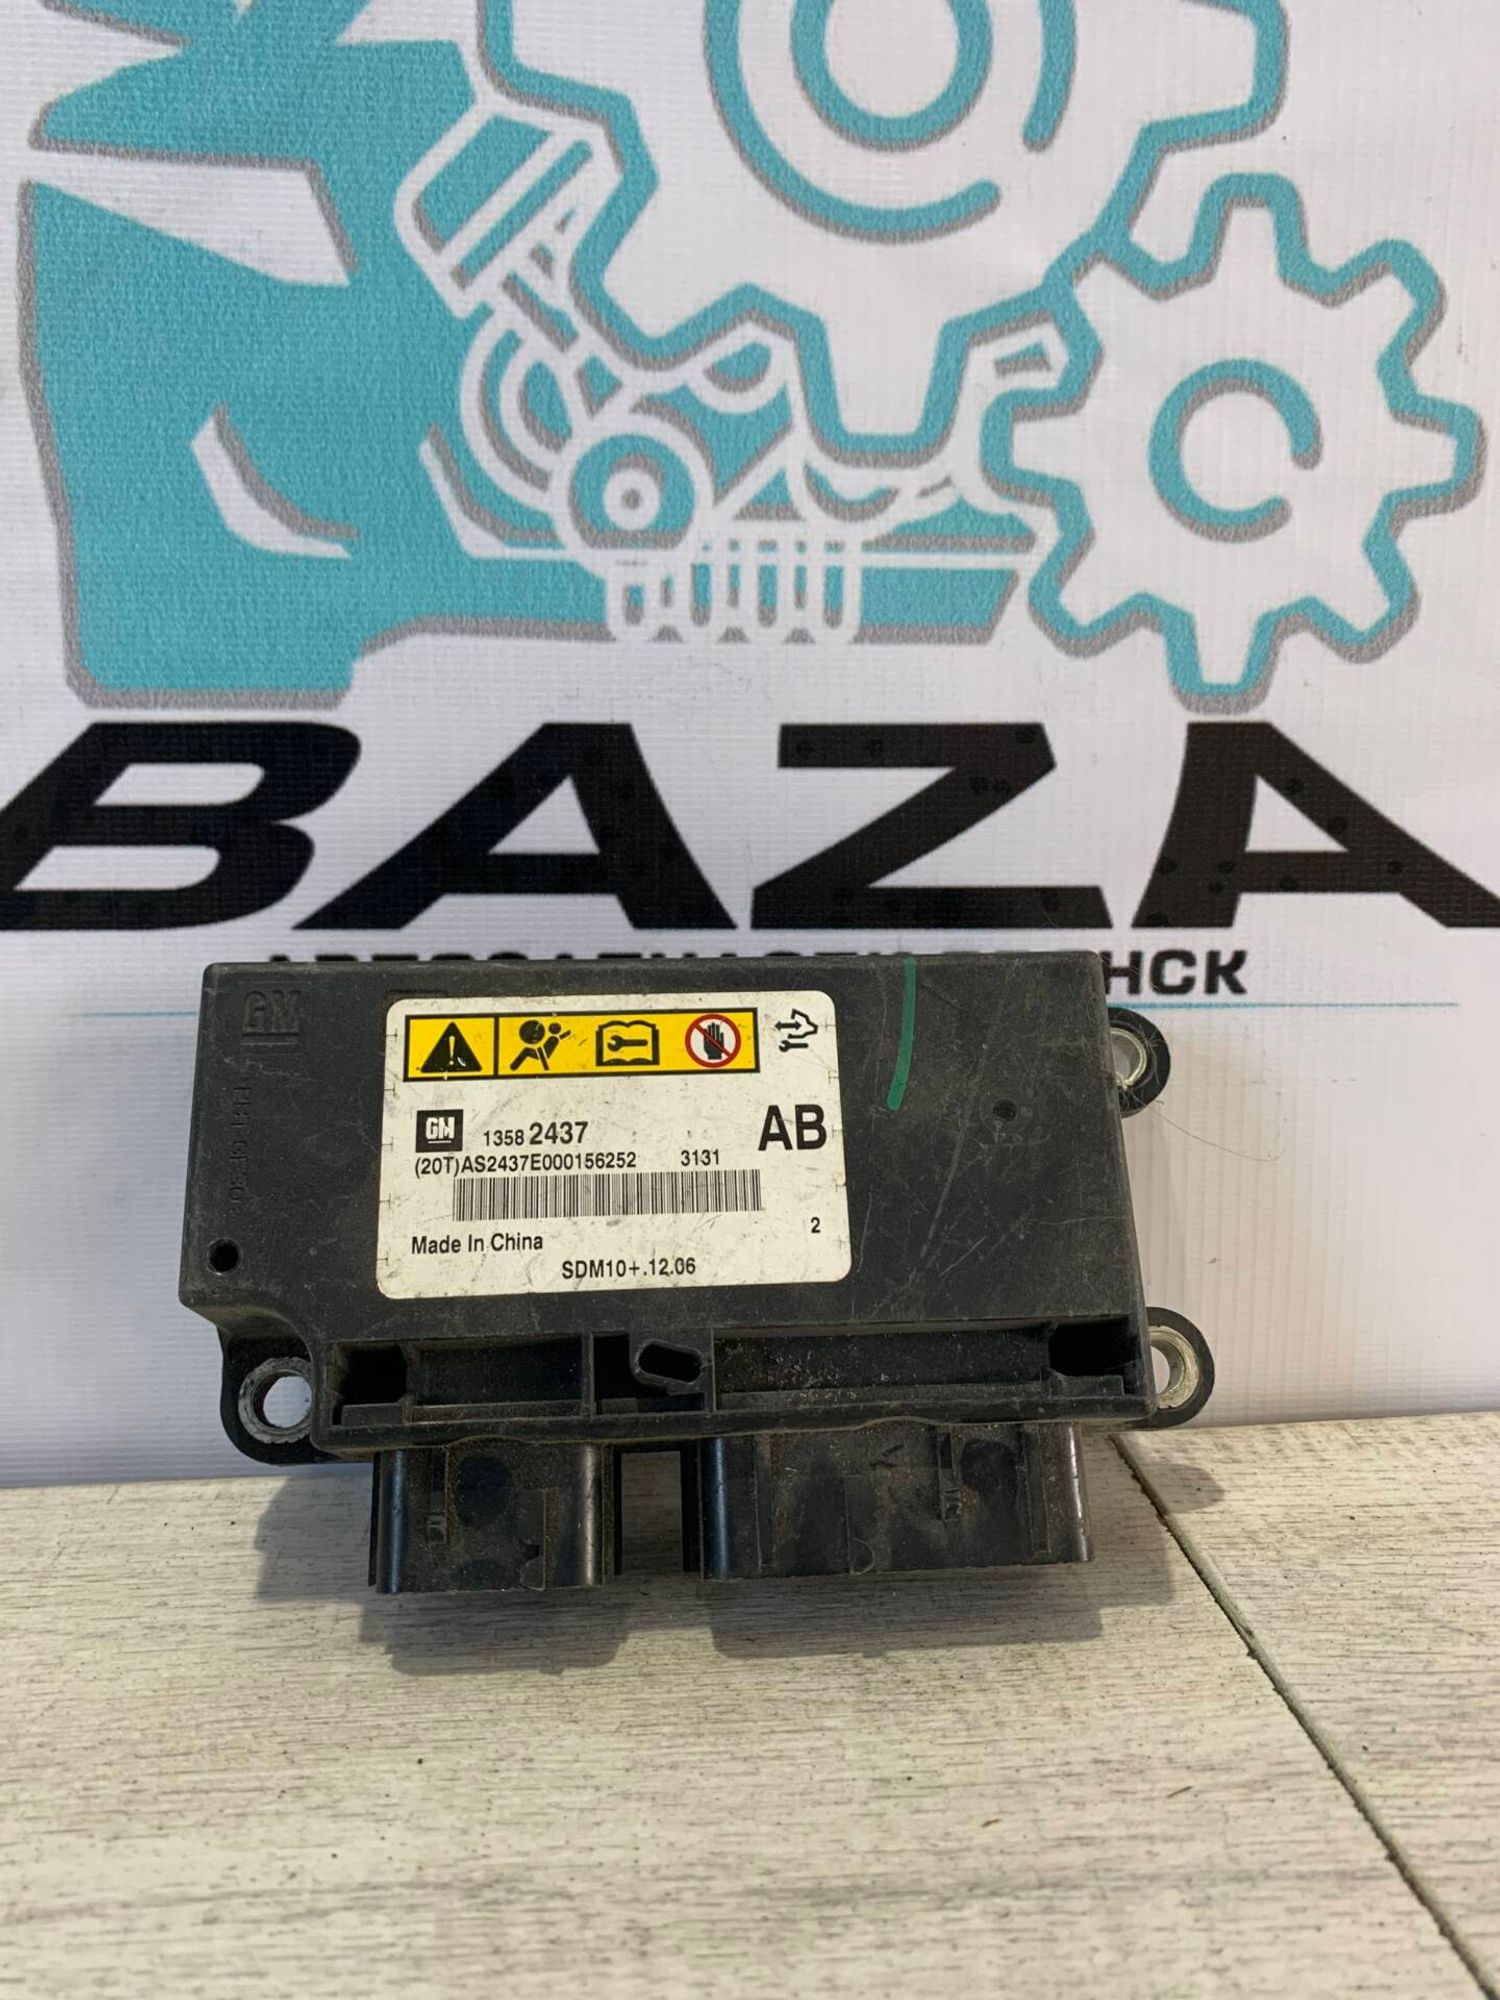 BAZA
НСК
GM
GM 1358 2437 AB
(20T)AS2437E000156252 3131
2
Made In China
SDM10+.12.06